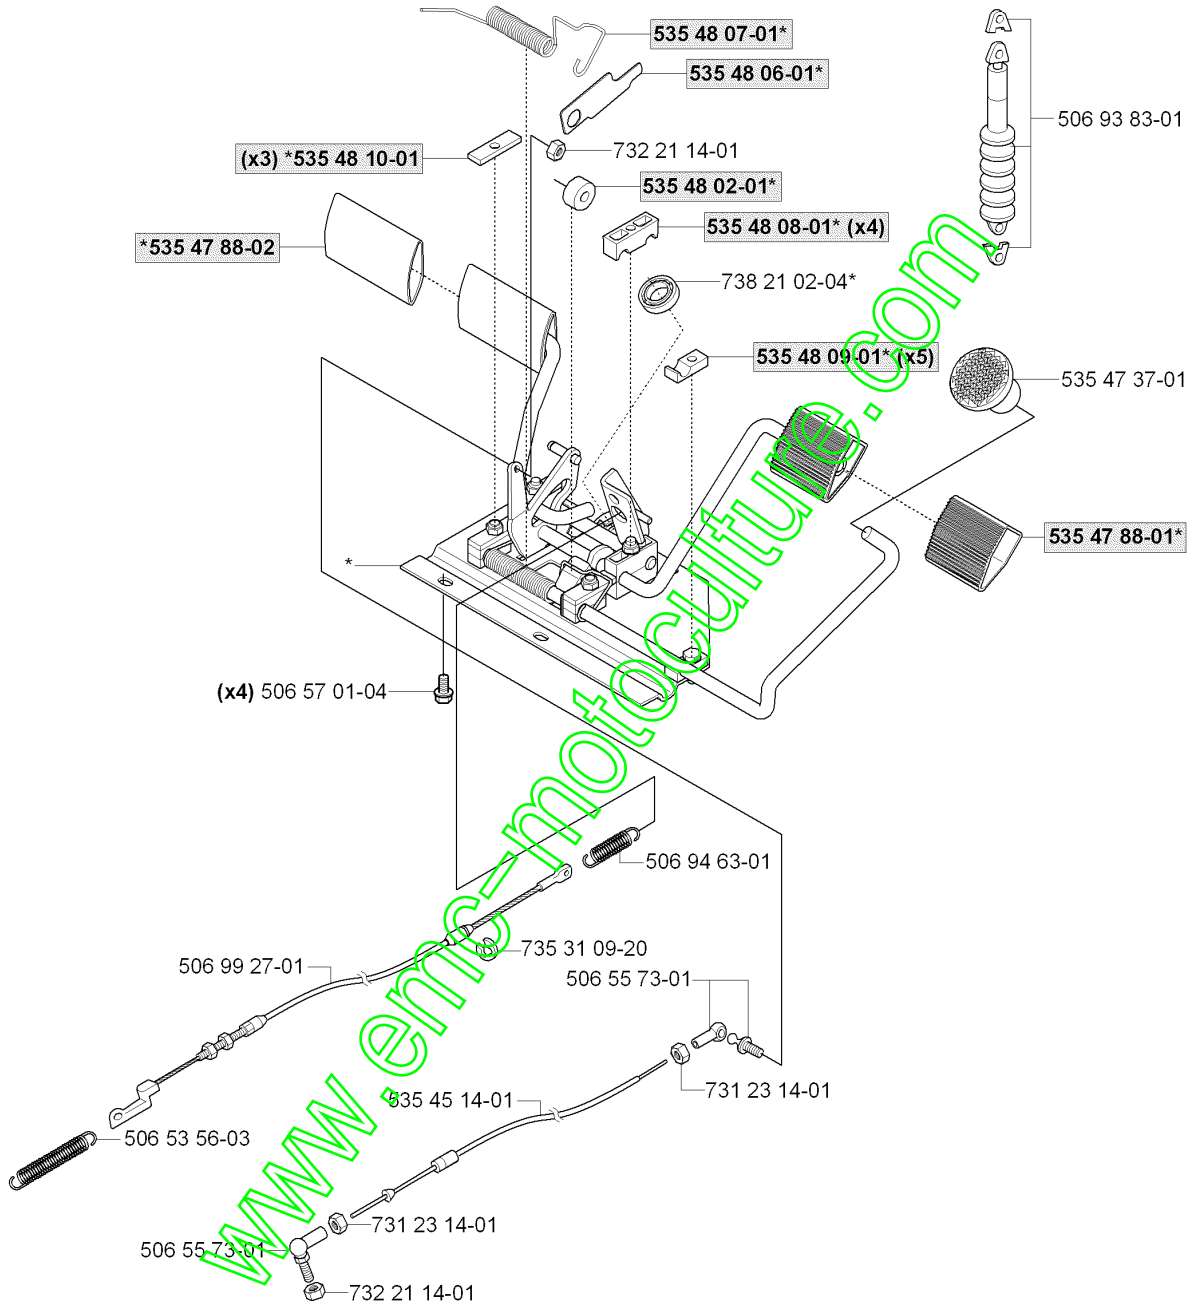 535 48 07-01*
535 48 06-01*
506 93 83-01
732 21 14-01
(x3) *535 48 10-01
535 48 02-01*
535 48 08-01* (x4)
*535 47 88-02
738 21 02-04*
535 48 09-01* (x5)
535 47 37-01
535 47 88-01*
*
(x4) 506 57 01-04
506 94 63-01
735 31 09-20
506 99 27-01
506 55 73-01
731 23 14-01
535 45 14-01
506 53 56-03
731 23 14-01
506 55 73-01
732 21 14-01
www.emc-motoculture.com